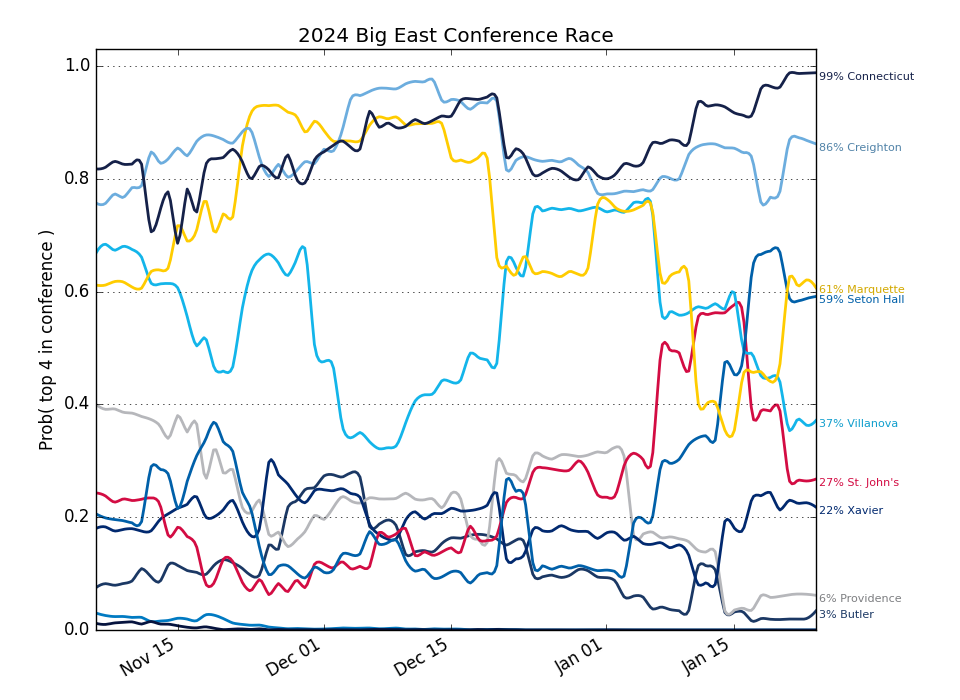 2024 Big East Conference Race
Prob( top 4 in conference )
1.0
0.8
0.6
0.4
0.2
0.0
Nov 15
Dec 01
Dec 15
Jan 01
Jan 15
99% Connecticut
86% Creighton
61% Marquette
59% Seton Hall
37% Villanova
27% St. John's
22% Xavier
6% Providence
3% Butler